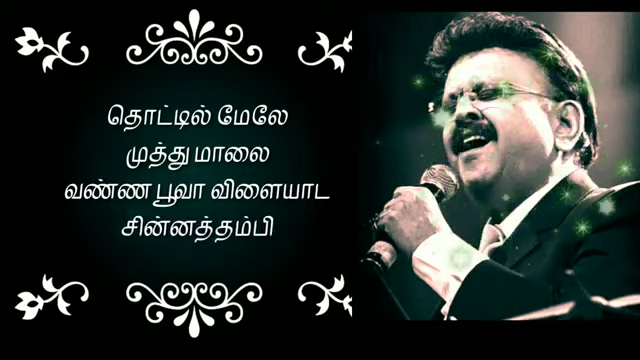 தொட்டில் மேலே
முத்து மாலை
வண்ண பூவா விளையாட
சின்னத்தம்பி